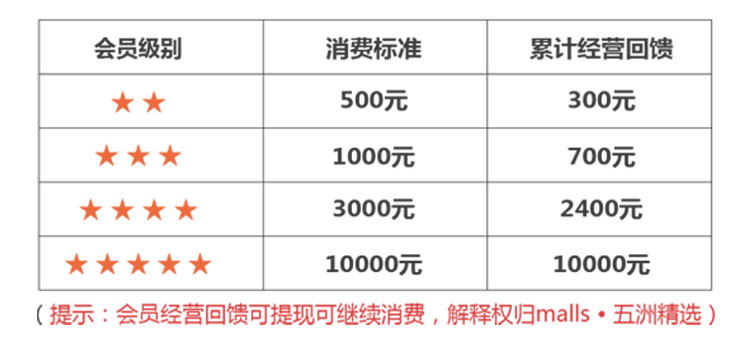 会员级别 消费标准 累计经营回馈
★★ 500元 300元
★★★ 1000元 700元
★★★★ 3000元 2400元
★★★★★ 10000元 10000元
（提示：会员经营回馈可提现可继续消费，解释权归malls·五洲精选）